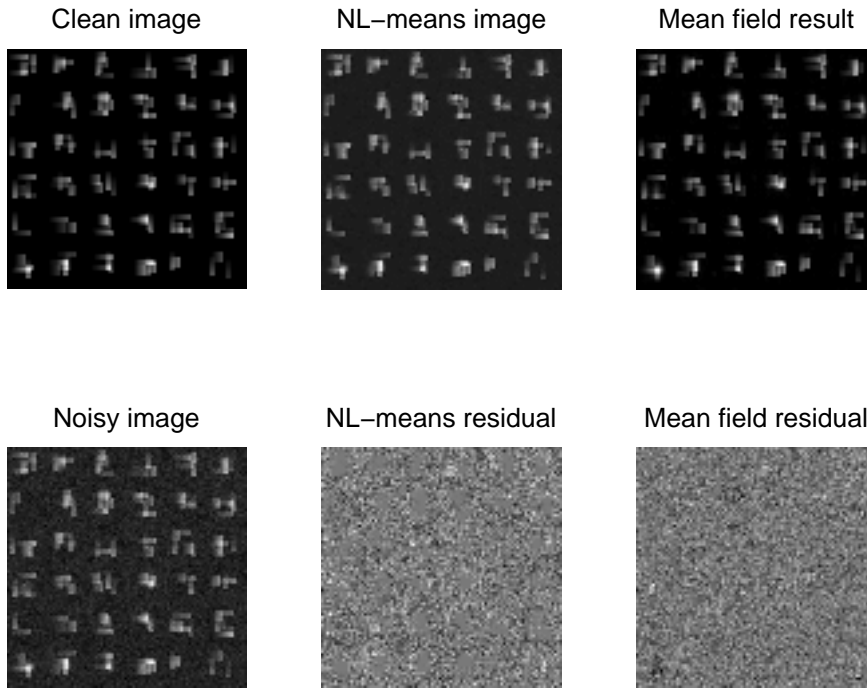 Clean image
NL−means image
Mean field result
Noisy image
NL−means residual
Mean field residual